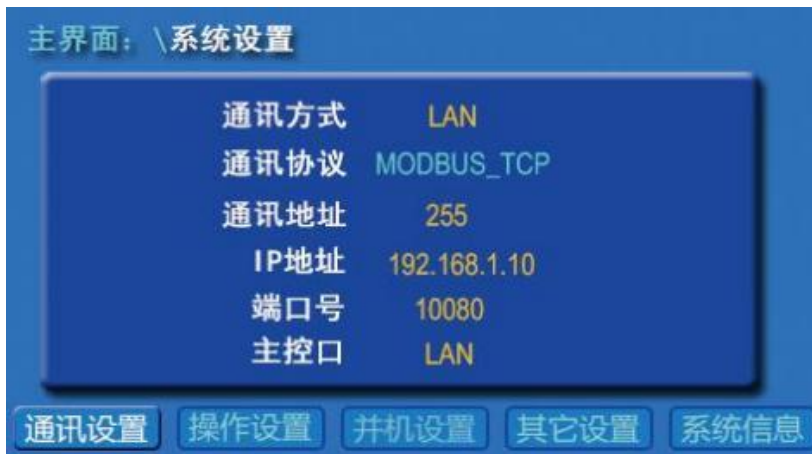 主界面：\系统设置
通讯方式 LAN
通讯协议 MODBUS_TCP
通讯地址 255
IP地址 192.168.1.10
端口号 10080
主控口 LAN
通讯设置 操作设置 并机设置 其它设置 系统信息